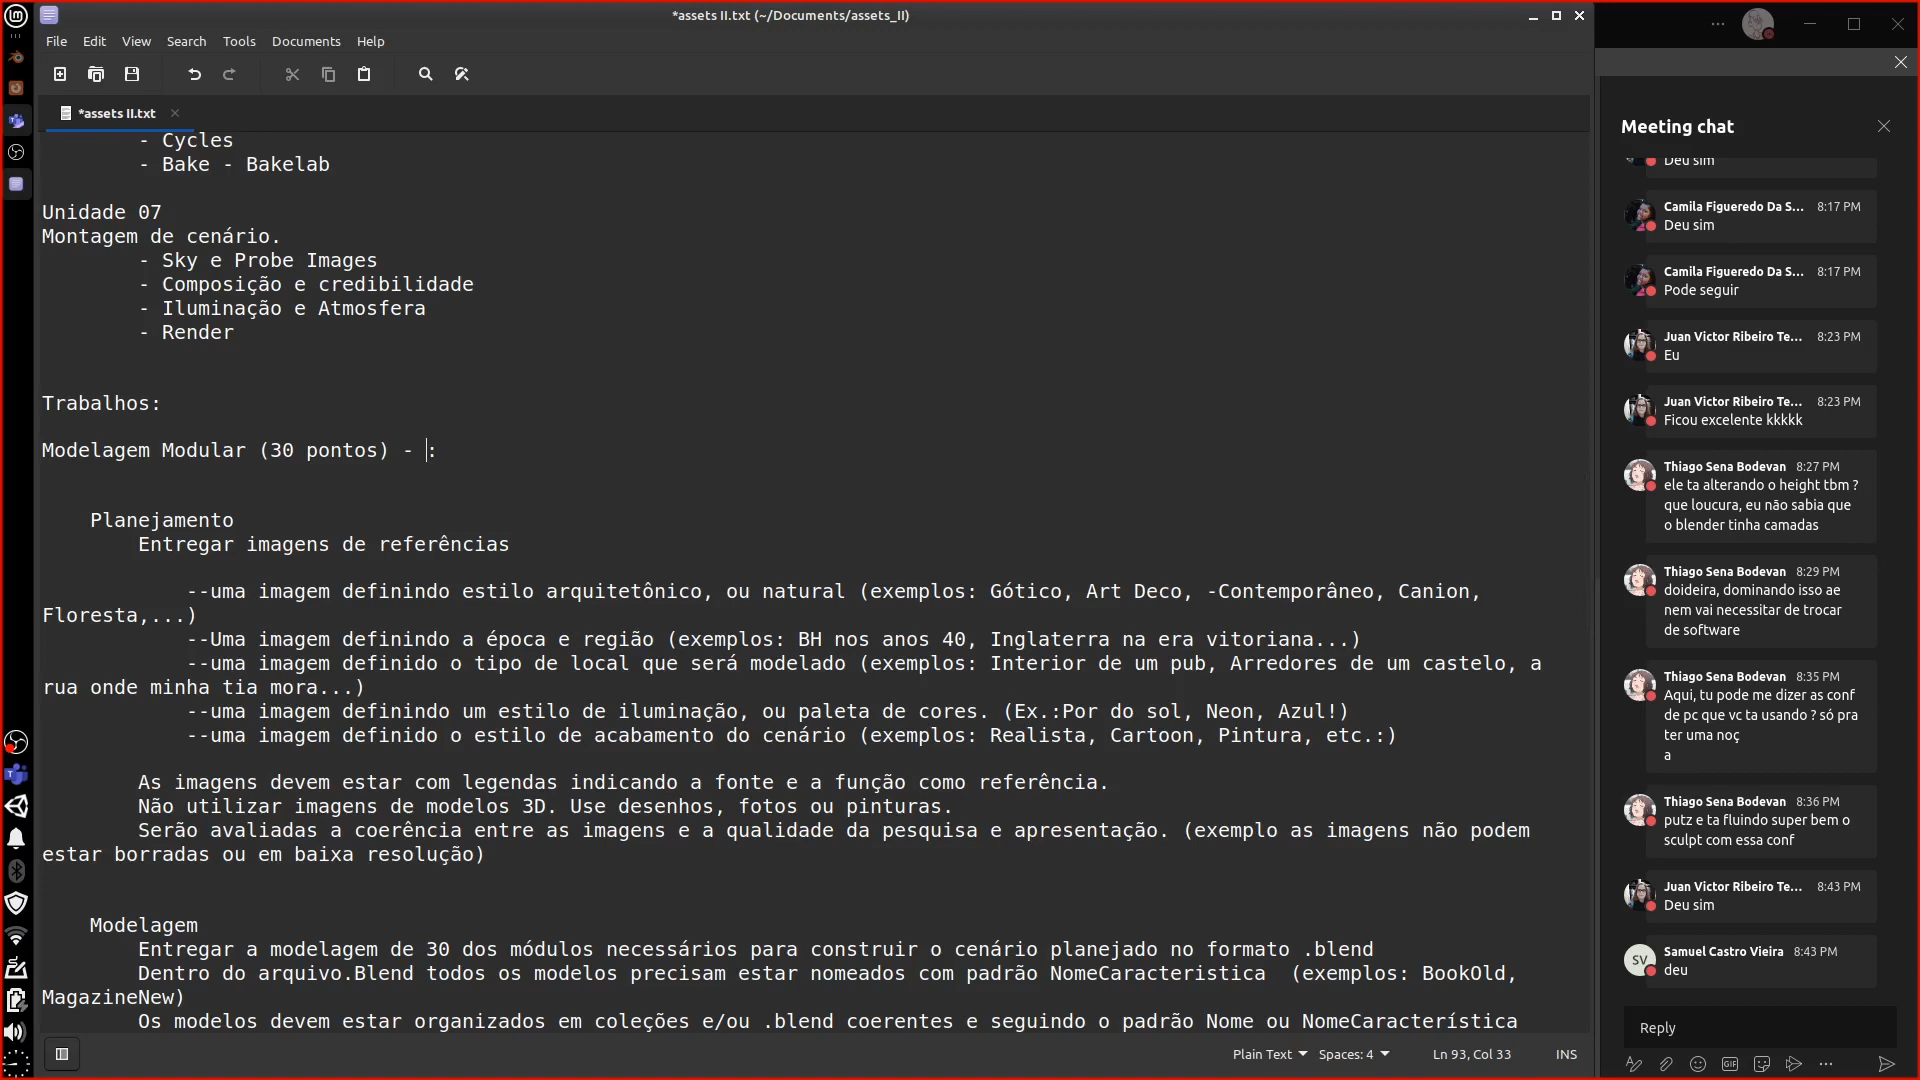 *assets II.txt (~/Documents/assets_II)
File Edit View Search Tools Documents Help
*assets II.txt
- Cycles
- Bake - Bakelab
Unidade 07
Montagem de cenário.
- Sky e Probe Images
- Composição e credibilidade
- Iluminação e Atmosfera
- Render
Trabalhos:
Modelagem Modular (30 pontos) - :
Planejamento
Entregar imagens de referências
--uma imagem definindo estilo arquitetônico, ou natural (exemplos: Gótico, Art Deco, -Contemporâneo, Canion,
Floresta,...)
--Uma imagem definindo a época e região (exemplos: BH nos anos 40, Inglaterra na era vitoriana...)
--uma imagem definido o tipo de local que será modelado (exemplos: Interior de um pub, Arredores de um castelo, a
rua onde minha tia mora...)
--uma imagem definindo um estilo de iluminação, ou paleta de cores. (Ex.:Por do sol, Neon, Azul!)
--uma imagem definido o estilo de acabamento do cenário (exemplos: Realista, Cartoon, Pintura, etc.:)
As imagens devem estar com legendas indicando a fonte e a função como referência.
Não utilizar imagens de modelos 3D. Use desenhos, fotos ou pinturas.
Serão avaliadas a coerência entre as imagens e a qualidade da pesquisa e apresentação. (exemplo as imagens não podem
estar borradas ou em baixa resolução)
Modelagem
Entregar a modelagem de 30 dos módulos necessários para construir o cenário planejado no formato .blend
Dentro do arquivo.Blend todos os modelos precisam estar nomeados com padrão NomeCaracteristica (exemplos: BookOld,
MagazineNew)
Os modelos devem estar organizados em coleções e/ou .blend coerentes e seguindo o padrão Nome ou NomeCaracterística
Plain Text Spaces: 4 Ln 93, Col 33 INS
Meeting chat
Deu sim
Camila Figueredo Da S... 8:17 PM
Deu sim
Camila Figueredo Da S... 8:17 PM
Pode seguir
Juan Victor Ribeiro Te... 8:23 PM
Eu
Juan Victor Ribeiro Te... 8:23 PM
Ficou excelente kkkkk
Thiago Sena Bodevan 8:27 PM
ele ta alterando o height tbm ?
que loucura, eu não sabia que
o blender tinha camadas
Thiago Sena Bodevan 8:29 PM
doideira, dominando isso ae
nem vai necessitar de trocar
de software
Thiago Sena Bodevan 8:35 PM
Aqui, tu pode me dizer as conf
de pc que vc ta usando ? só pra
ter uma noç
a
Thiago Sena Bodevan 8:36 PM
putz e ta fluindo super bem o
sculpt com essa conf
Juan Victor Ribeiro Te... 8:43 PM
Deu sim
SV
Samuel Castro Vieira 8:43 PM
deu
Reply
GIF